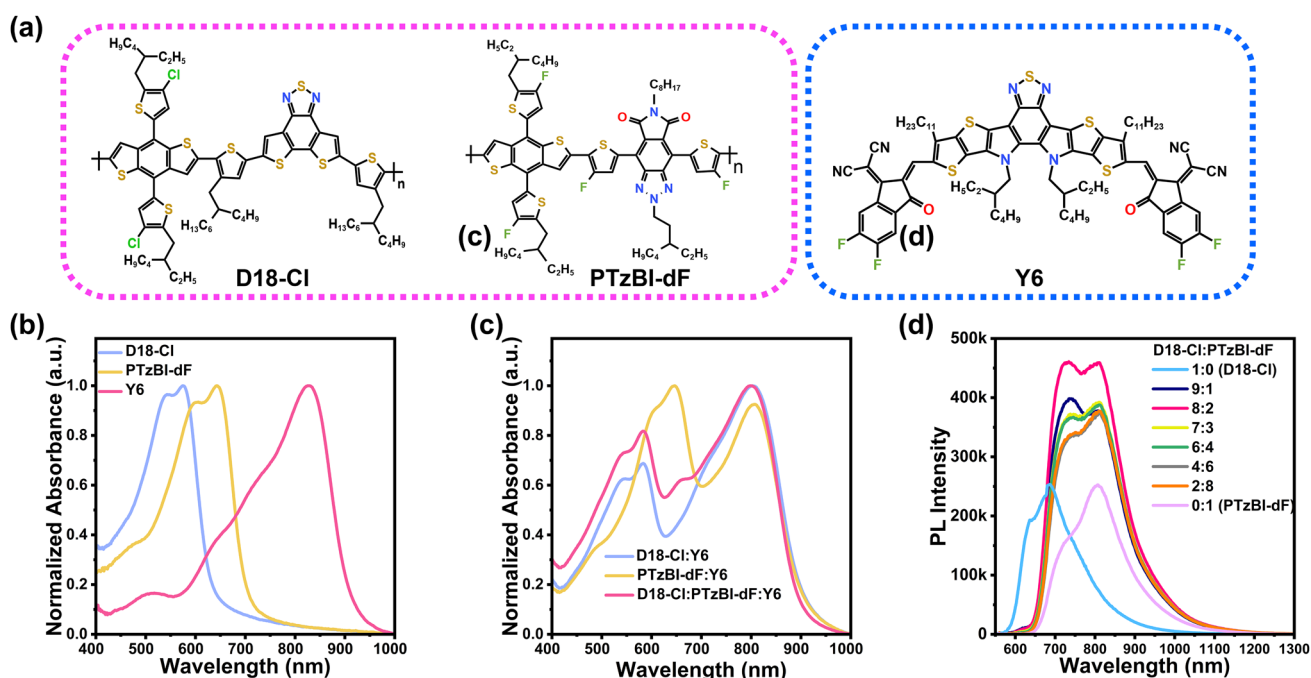 (a)
H9C4
C2H5
Cl
S
N
S
N
S
S
S
S
S
S
S
n
Cl
S
H9C4
C2H5
H13C6
C4H9
H13C6
C4H9
D18-Cl
H5C2
C4H9
F
S
C8H17
N
O
O
S
S
S
S
n
F
F
N
N
N
S
F
H9C4
C2H5
H9C4
C2H5
(c)
PTzBI-dF
S
N
N
H23C11
C11H23
S
S
S
S
N
N
CN
CN
CN
CN
H5C2
C2H5
C4H9
C4H9
O
O
F
F
F
F
(d)
Y6
(b)
Normalized Absorbance (a.u.)
1.0
0.8
0.6
0.4
0.2
0.0
D18-Cl
PTzBI-dF
Y6
400 500 600 700 800 900 1000
Wavelength (nm)
(c)
Normalized Absorbance (a.u.)
1.0
0.8
0.6
0.4
0.2
0.0
D18-Cl:Y6
PTzBI-dF:Y6
D18-Cl:PTzBI-dF:Y6
400 500 600 700 800 900 1000
Wavelength (nm)
(d)
PL Intensity
500k
400k
300k
200k
100k
0
D18-Cl:PTzBI-dF
1:0 (D18-Cl)
9:1
8:2
7:3
6:4
4:6
2:8
0:1 (PTzBI-dF)
600 700 800 900 1000 1100 1200 1300
Wavelength (nm)